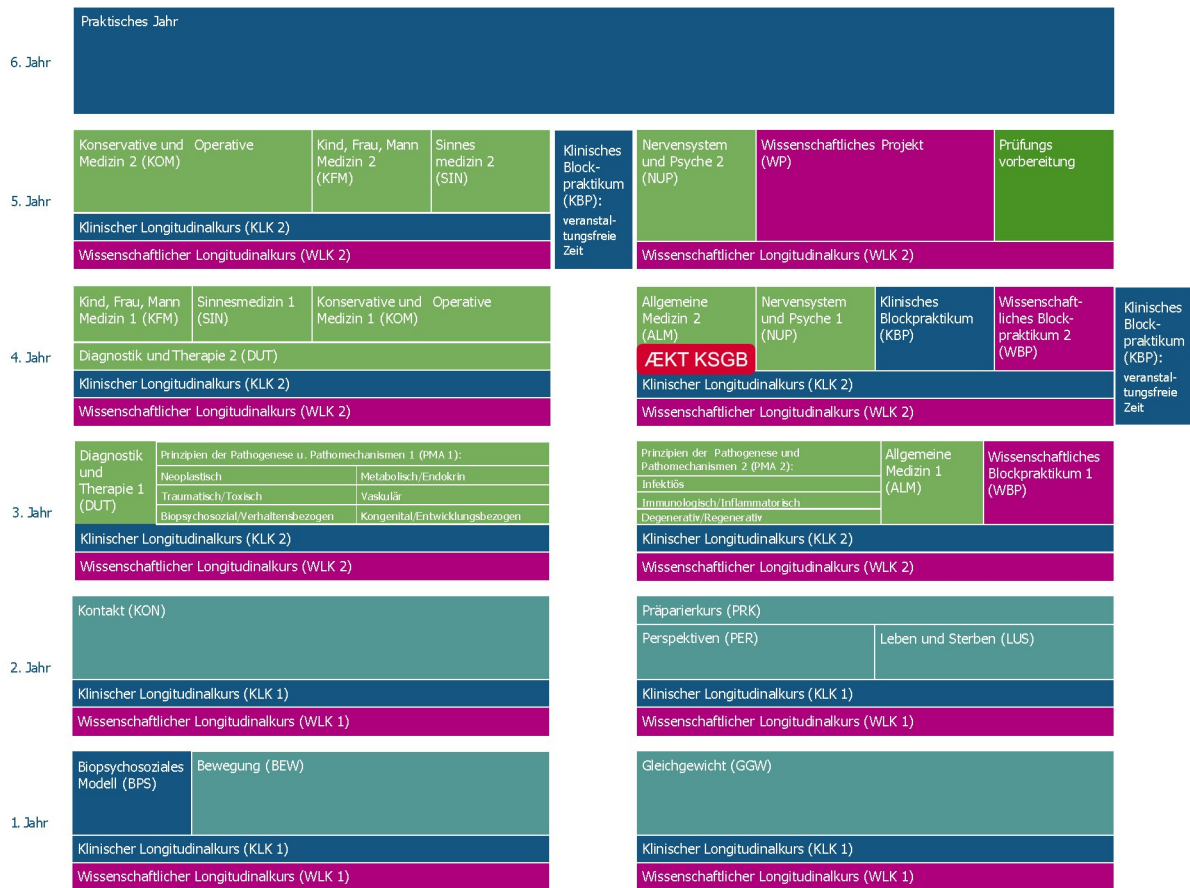 6. Jahr
Praktisches Jahr
5. Jahr
Konservative und Operative
Medizin 2 (KOM)
Kind, Frau, Mann
Medizin 2
(KFM)
Sinnes
medizin 2
(SIN)
Klinischer Longitudinalkurs (KLK 2)
Wissenschaftlicher Longitudinalkurs (WLK 2)
Klinisches
Block-
praktikum
(KBP):
veranstal-
tungsfreie
Zeit
Nervensystem
und Psyche 2
(NUP)
Wissenschaftliches Projekt
(WP)
Prüfungs
vorbereitung
Wissenschaftlicher Longitudinalkurs (WLK 2)
4. Jahr
Kind, Frau, Mann
Medizin 1 (KFM)
Sinnesmedizin 1
(SIN)
Konservative und Operative
Medizin 1 (KOM)
Diagnostik und Therapie 2 (DUT)
Klinischer Longitudinalkurs (KLK 2)
Wissenschaftlicher Longitudinalkurs (WLK 2)
Allgemeine
Medizin 2
(ALM)
ÆKT KSGB
Nervensystem
und Psyche 1
(NUP)
Klinisches
Blockpraktikum
(KBP)
Wissenschaft-
liches Block-
praktikum 2
(WBP)
Klinischer Longitudinalkurs (KLK 2)
Wissenschaftlicher Longitudinalkurs (WLK 2)
Klinisches
Block-
praktikum
(KBP):
veranstal-
tungsfreie
Zeit
3. Jahr
Diagnostik
und
Therapie 1
(DUT)
Prinzipien der Pathogenese u. Pathomechanismen 1 (PMA 1):
Neoplastisch
Metabolisch/Endokrin
Traumatisch/Toxisch
Vaskulär
Biopsychosozial/Verhaltensbezogen
Kongenital/Entwicklungsbezogen
Klinischer Longitudinalkurs (KLK 2)
Wissenschaftlicher Longitudinalkurs (WLK 2)
Prinzipien der Pathogenese und
Pathomechanismen 2 (PMA 2):
Infektiös
Immunologisch/Inflammatorisch
Degenerativ/Regenerativ
Allgemeine
Medizin 1
(ALM)
Wissenschaftliches
Blockpraktikum 1
(WBP)
Klinischer Longitudinalkurs (KLK 2)
Wissenschaftlicher Longitudinalkurs (WLK 2)
2. Jahr
Kontakt (KON)
Klinischer Longitudinalkurs (KLK 1)
Wissenschaftlicher Longitudinalkurs (WLK 1)
Präparierkurs (PRK)
Perspektiven (PER)
Leben und Sterben (LUS)
Klinischer Longitudinalkurs (KLK 1)
Wissenschaftlicher Longitudinalkurs (WLK 1)
1. Jahr
Biopsychosoziales
Modell (BPS)
Bewegung (BEW)
Klinischer Longitudinalkurs (KLK 1)
Wissenschaftlicher Longitudinalkurs (WLK 1)
Gleichgewicht (GGW)
Klinischer Longitudinalkurs (KLK 1)
Wissenschaftlicher Longitudinalkurs (WLK 1)